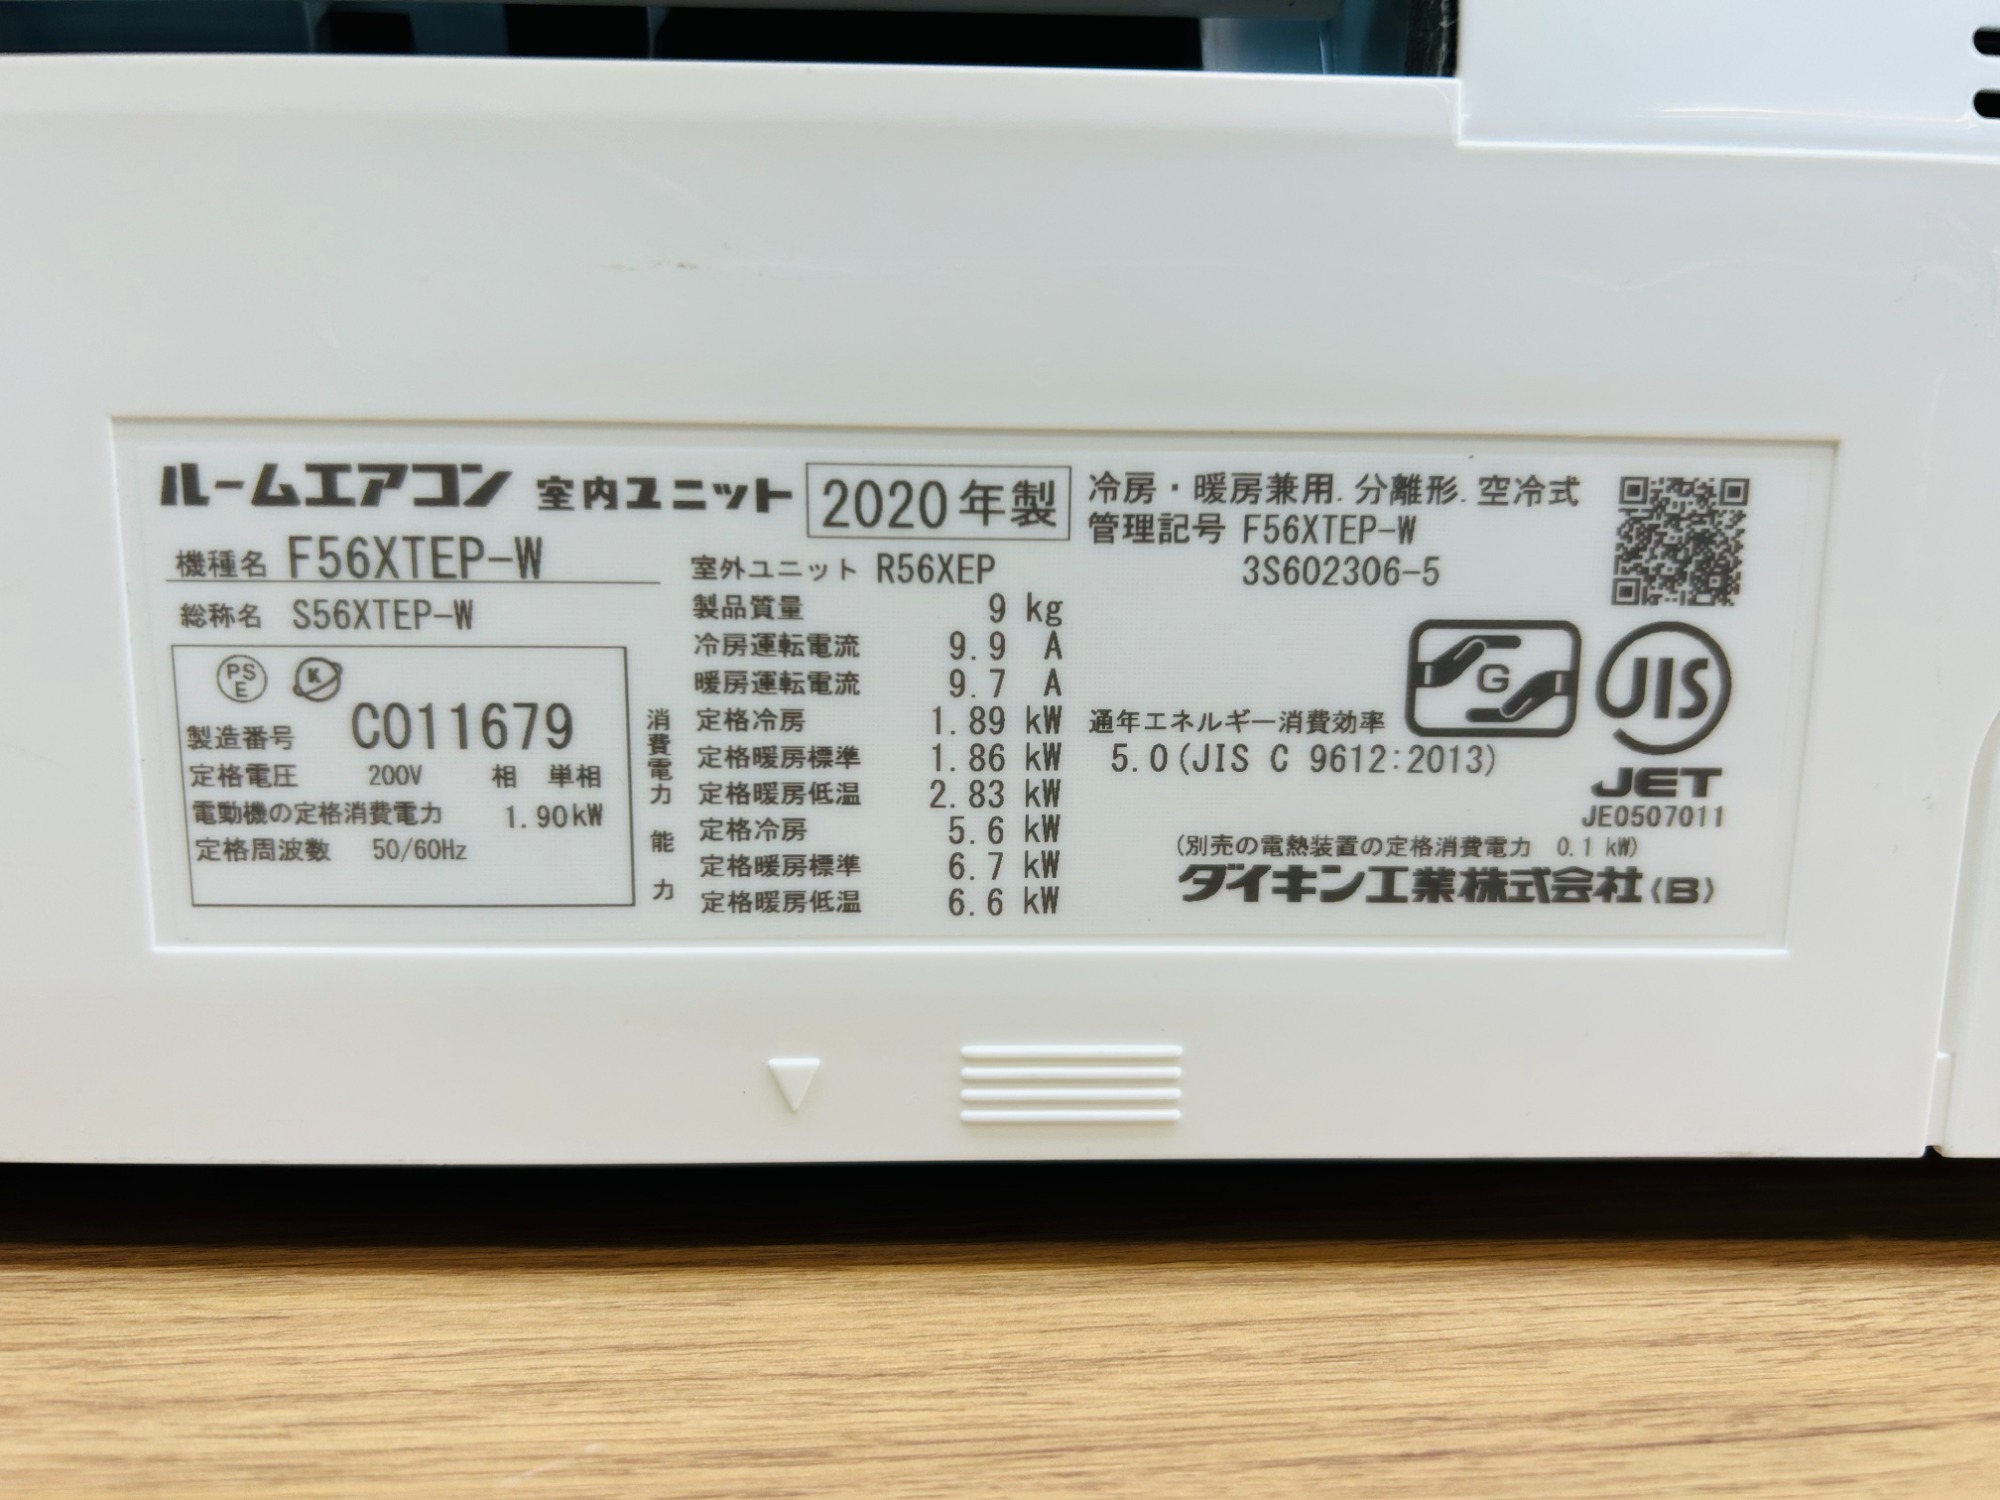 ルームエアコン 室内ユニット 2020年製
機種名 F56XTEP-W
総称名 S56XTEP-W
PS E K
製造番号 C011679
定格電圧 200V 相 単相
電動機の定格消費電力 1.90kW
定格周波数 50/60Hz
室外ユニット R56XEP
製品質量 9 kg
冷房運転電流 9.9 A
暖房運転電流 9.7 A
消費電力
定格冷房 1.89 kW
定格暖房標準 1.86 kW
定格暖房低温 2.83 kW
能力
定格冷房 5.6 kW
定格暖房標準 6.7 kW
定格暖房低温 6.6 kW
冷房・暖房兼用.分離形.空冷式
管理記号 F56XTEP-W
3S602306-5
G
JIS
通年エネルギー消費効率
5.0(JIS C 9612:2013)
JET
JE0507011
(別売の電熱装置の定格消費電力 0.1 kW)
ダイキン工業株式会社〈B〉